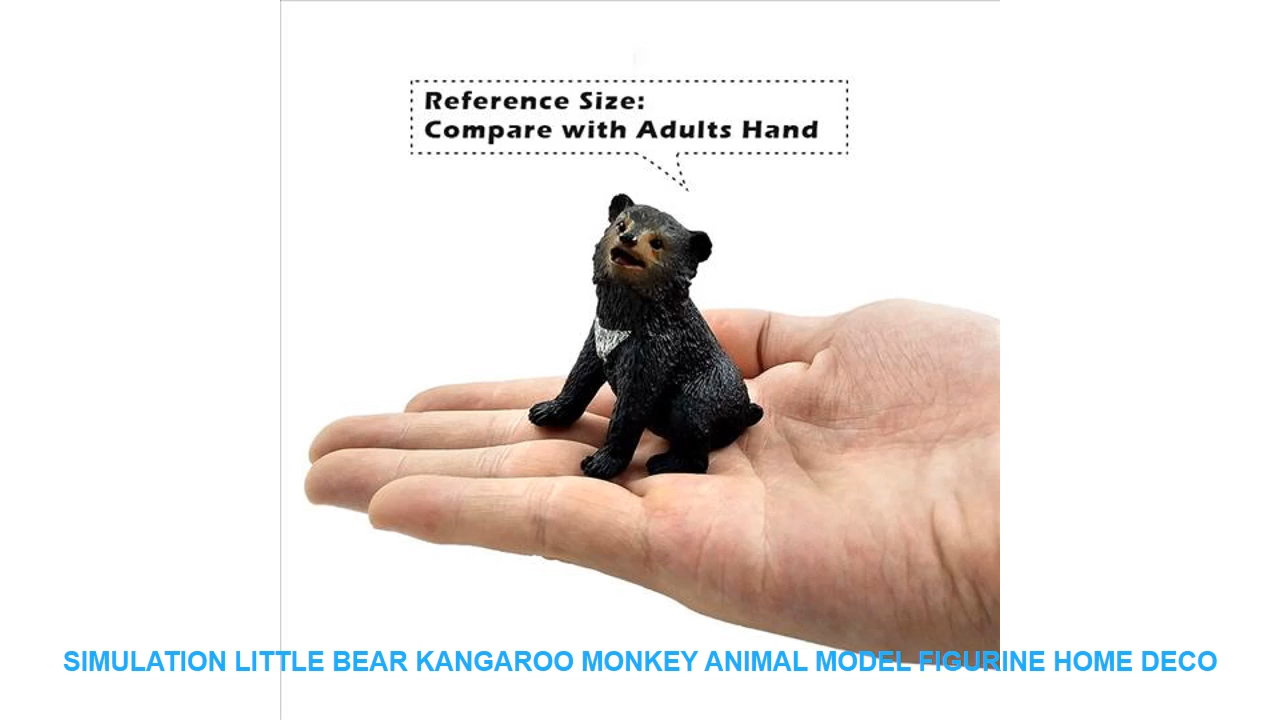 Reference Size:
Compare with Adults Hand
SIMULATION LITTLE BEAR KANGAROO MONKEY ANIMAL MODEL FIGURINE HOME DECO